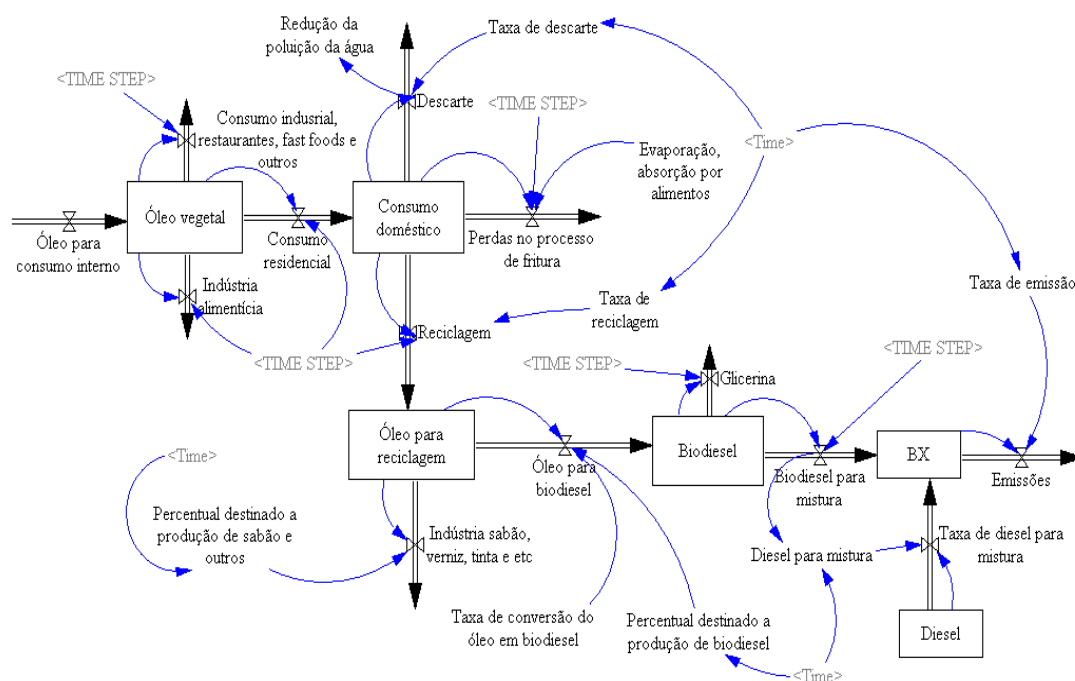 Redução da
poluição da água
Taxa de descarte
<TIME STEP>
Descarte
<TIME STEP>
Consumo indusrial,
restaurantes, fast foods e
outros
<Time>
Evaporação,
absorção por
alimentos
Óleo vegetal
Consumo
doméstico
Óleo para
consumo interno
Consumo
residencial
Perdas no processo
de fritura
Indústria
alimentícia
Taxa de
reciclagem
Taxa de emissão
Reciclagem
<TIME STEP>
<TIME STEP>
<TIME STEP>
Glicerina
Óleo para
reciclagem
Biodiesel
BX
<Time>
Óleo para
biodiesel
Biodiesel para
mistura
Emissões
Percentual destinado a
produção de sabão e
outros
Indústria sabão,
verniz, tinta e etc
Diesel para mistura
Taxa de diesel para
mistura
Taxa de conversão do
óleo em biodiesel
Percentual destinado a
produção de biodiesel
Diesel
<Time>